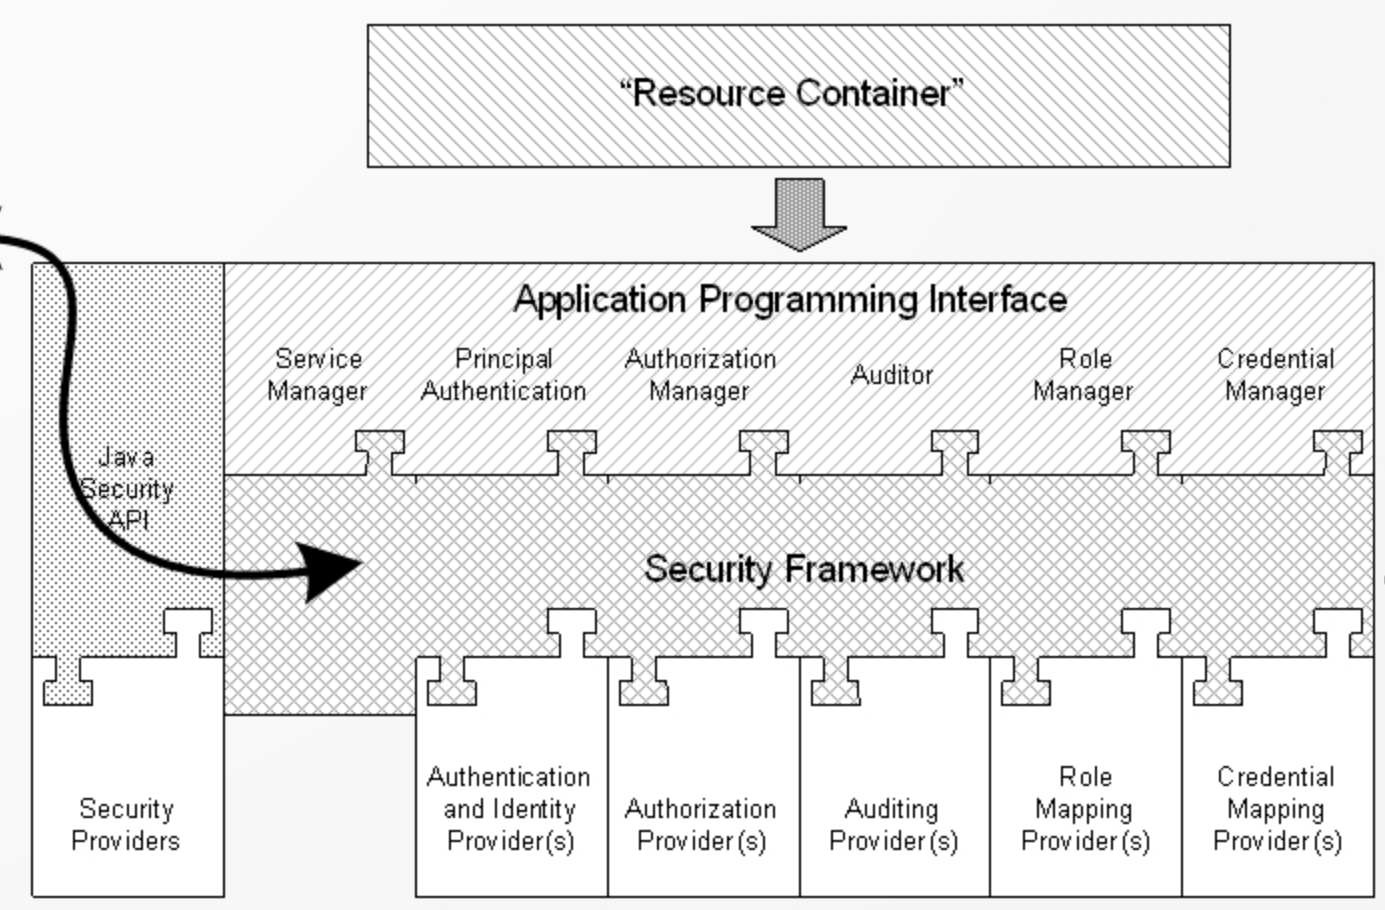 “Resource Container”
Application Programming Interface
Service
Manager
Principal
Authentication
Authorization
Manager
Auditor
Role
Manager
Credential
Manager
Java
Security
API
Security Framework
Security
Providers
Authentication
and Identity
Provider(s)
Authorization
Provider(s)
Auditing
Provider(s)
Role
Mapping
Provider(s)
Credential
Mapping
Provider(s)